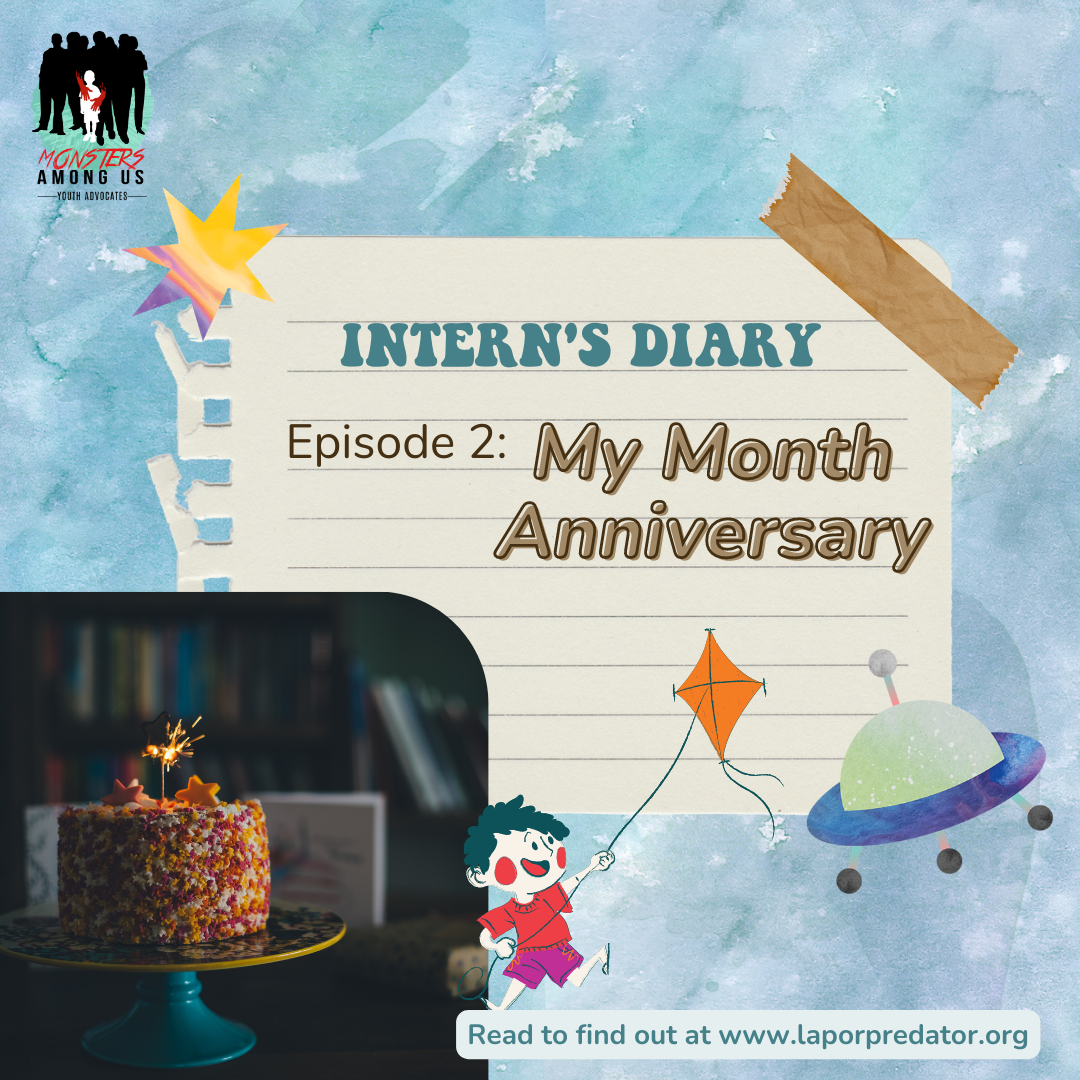 MONSTERS
AMONG US
YOUTH ADVOCATES
INTERN'S DIARY
Episode 2: My Month
Anniversary
Read to find out at www.laporpredator.org